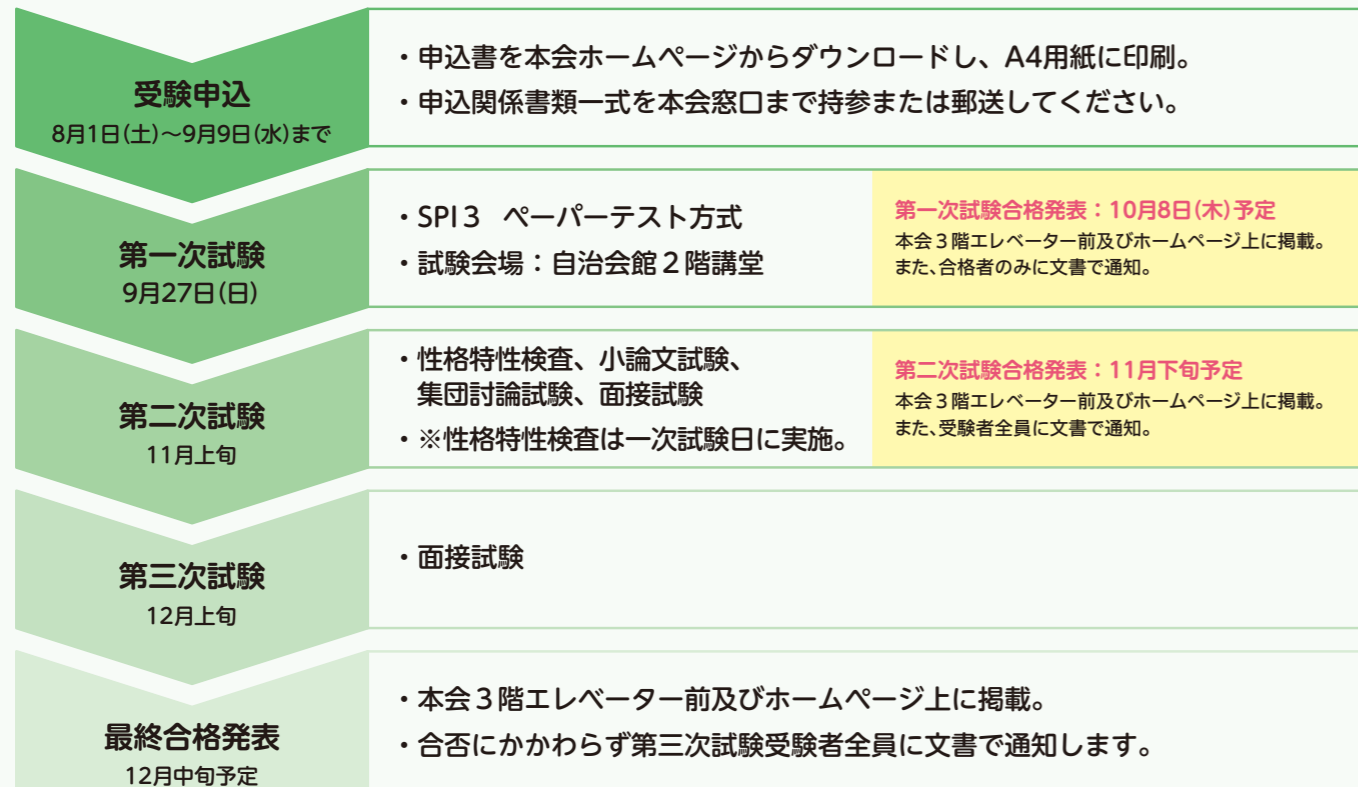 受験申込
8月1日(土)～9月9日(水)まで
・申込書を本会ホームページからダウンロードし、A4用紙に印刷。
・申込関係書類一式を本会窓口まで持参または郵送してください。
第一次試験
9月27日(日)
・SPI３　ペーパーテスト方式
・試験会場：自治会館２階講堂
第一次試験合格発表：10月8日(木)予定
本会３階エレベーター前及びホームページ上に掲載。
また、合格者のみに文書で通知。
第二次試験
11月上旬
・性格特性検査、小論文試験、
集団討論試験、面接試験
・※性格特性検査は一次試験日に実施。
第二次試験合格発表：11月下旬予定
本会３階エレベーター前及びホームページ上に掲載。
また、受験者全員に文書で通知。
第三次試験
12月上旬
・面接試験
最終合格発表
12月中旬予定
・本会３階エレベーター前及びホームページ上に掲載。
・合否にかかわらず第三次試験受験者全員に文書で通知します。